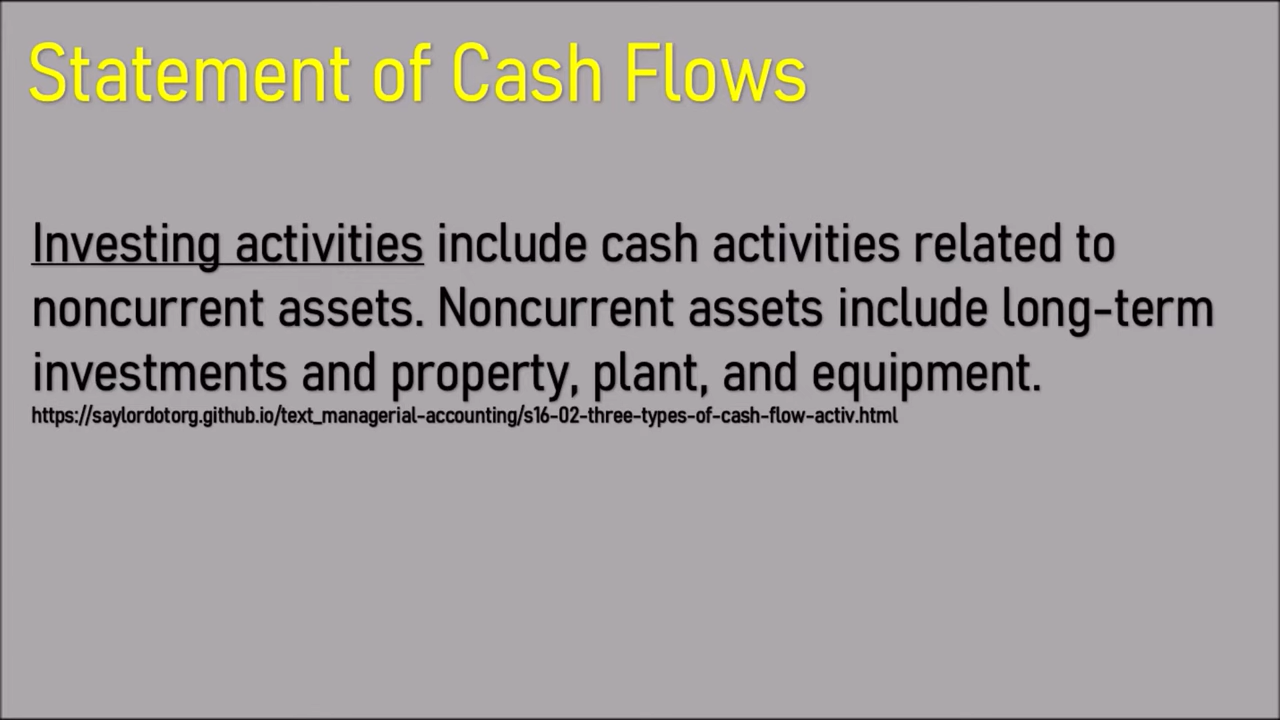 Statement of Cash Flows
Investing activities include cash activities related to
noncurrent assets. Noncurrent assets include long-term
investments and property, plant, and equipment.
https://saylordotorg.github.io/text_managerial-accounting/s16-02-three-types-of-cash-flow-activ.html